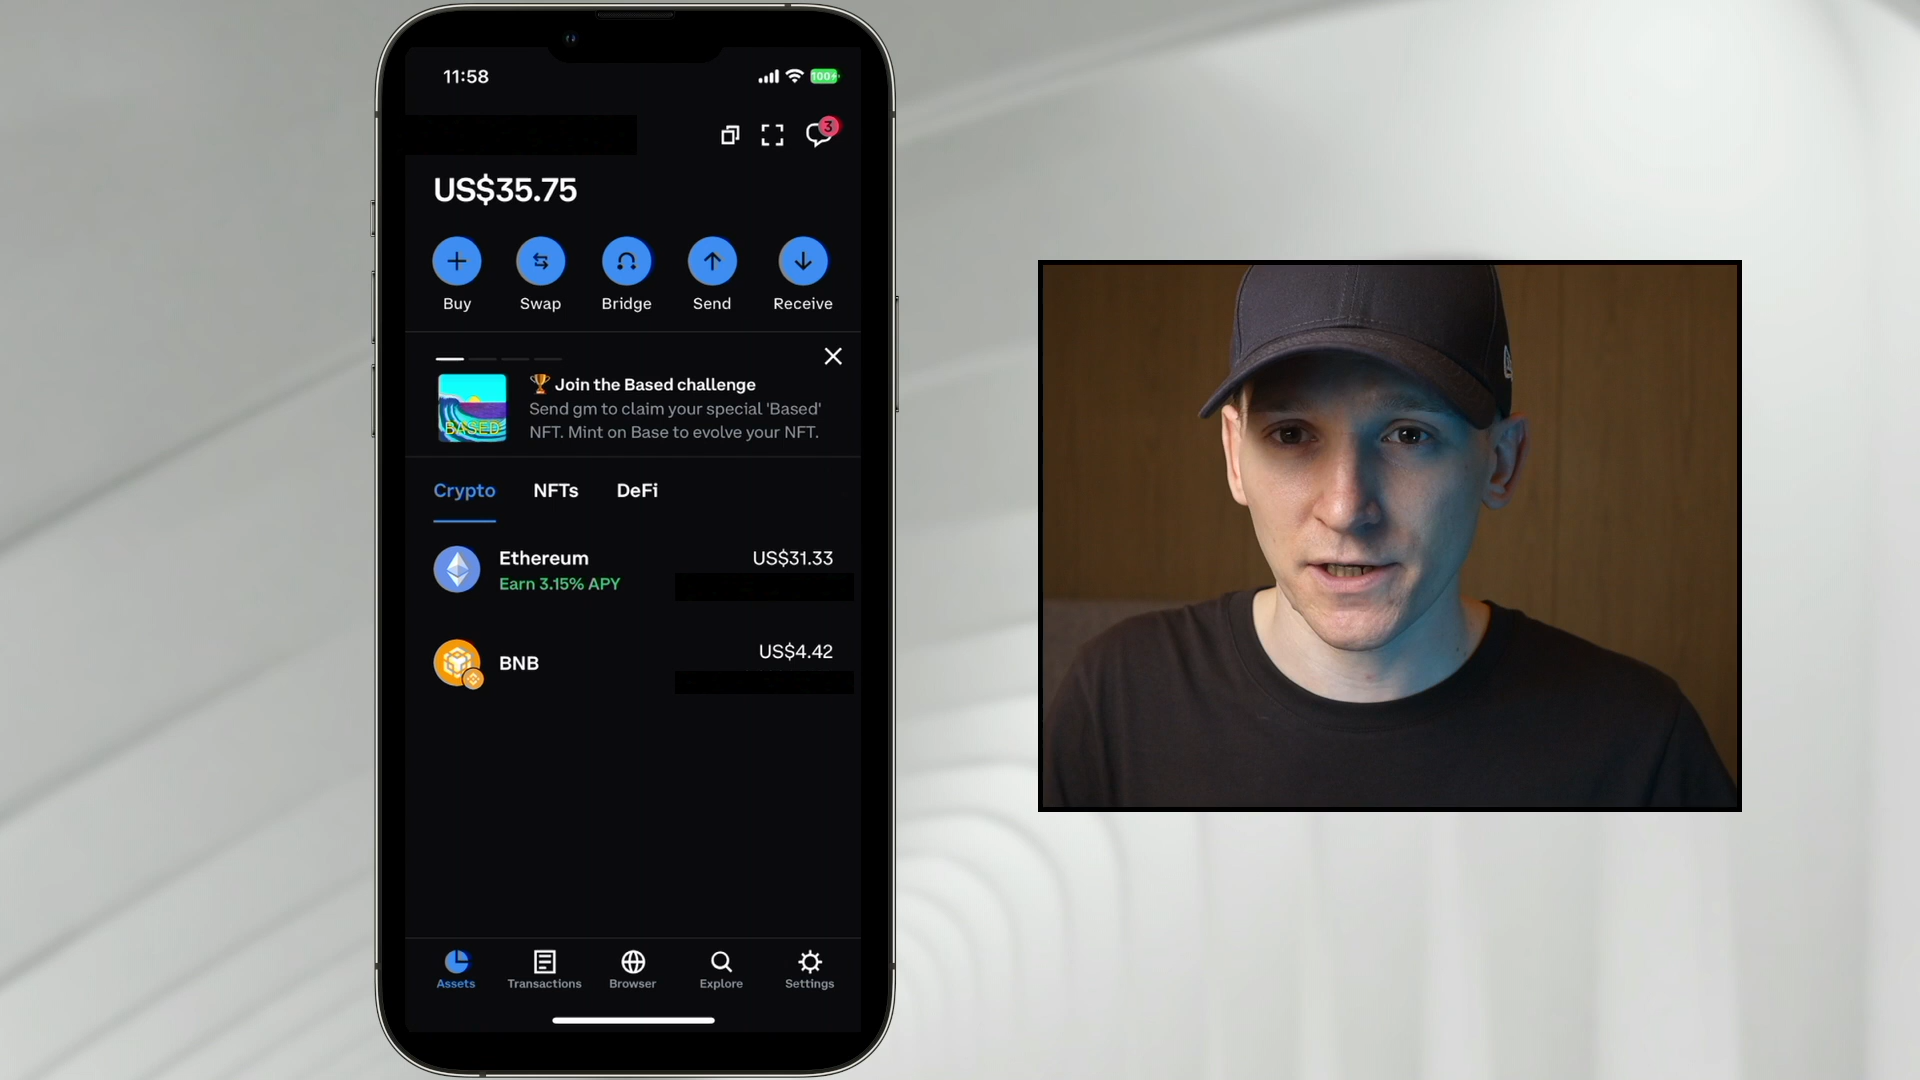 11:58
100
3
US$35.75
Buy
Swap
Bridge
Send
Receive
🏆 Join the Based challenge
Send gm to claim your special 'Based'
NFT. Mint on Base to evolve your NFT.
BASED
Crypto
NFTs
DeFi
Ethereum
US$31.33
Earn 3.15% APY
BNB
US$4.42
Assets
Transactions
Browser
Explore
Settings